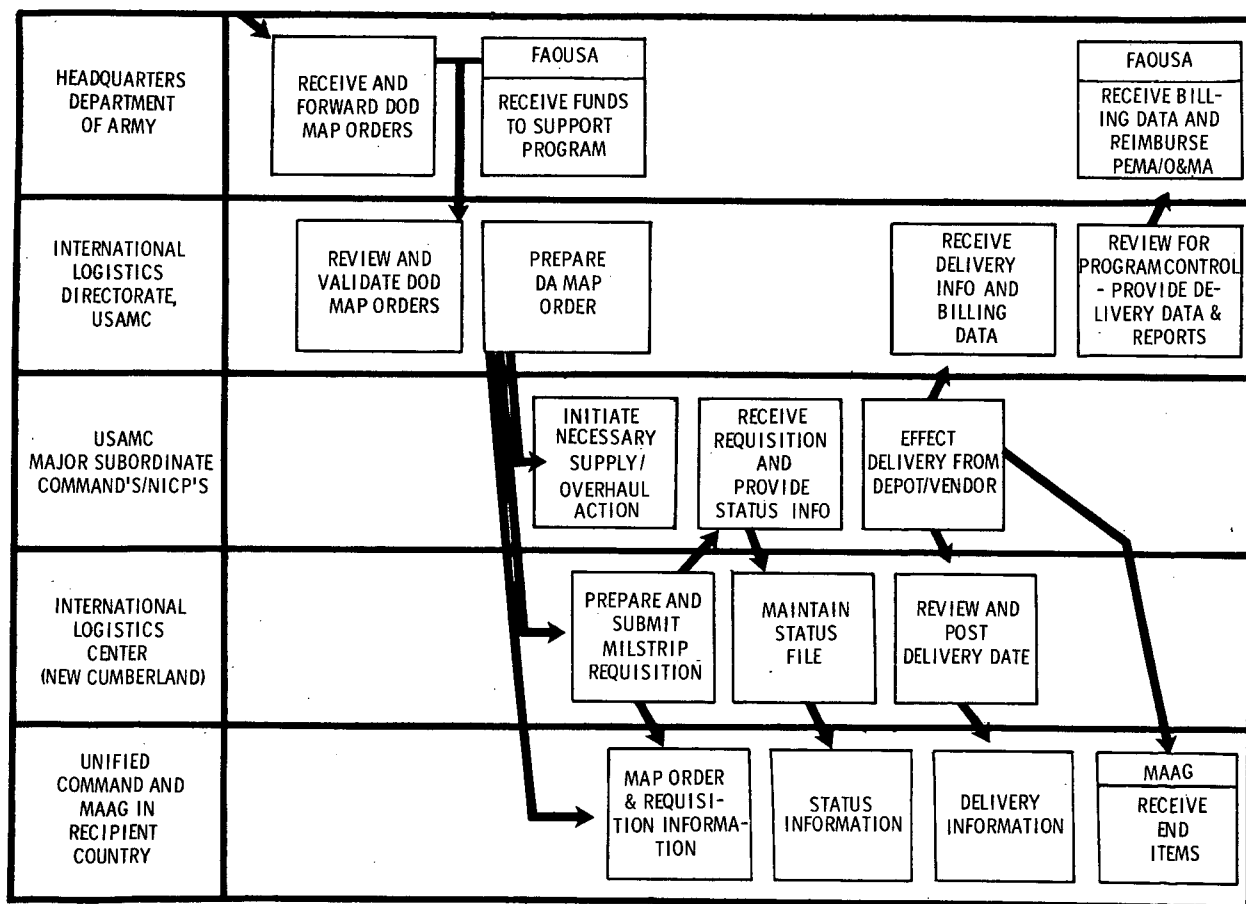 HEADQUARTERS
DEPARTMENT
OF ARMY
RECEIVE AND
FORWARD DOD
MAP ORDERS
FAOUSA
RECEIVE FUNDS
TO SUPPORT
PROGRAM
FAOUSA
RECEIVE BILL-
ING DATA AND
REIMBURSE
PEMA/O&MA
INTERNATIONAL
LOGISTICS
DIRECTORATE,
USAMC
REVIEW AND
VALIDATE DOD
MAP ORDERS
PREPARE
DA MAP
ORDER
RECEIVE
DELIVERY
INFO AND
BILLING
DATA
REVIEW FOR
PROGRAM CONTROL
- PROVIDE DE-
LIVERY DATA &
REPORTS
USAMC
MAJOR SUBORDINATE
COMMAND'S/NICP'S
INITIATE
NECESSARY
SUPPLY/
OVERHAUL
ACTION
RECEIVE
REQUISITION
AND
PROVIDE
STATUS INFO
EFFECT
DELIVERY FROM
DEPOT/VENDOR
INTERNATIONAL
LOGISTICS
CENTER
(NEW CUMBERLAND)
PREPARE AND
SUBMIT
MILSTRIP
REQUISITION
MAINTAIN
STATUS
FILE
REVIEW AND
POST
DELIVERY DATE
UNIFIED
COMMAND AND
MAAG IN
RECIPIENT
COUNTRY
MAP ORDER
& REQUISI-
TION INFORMA-
TION
STATUS
INFORMATION
DELIVERY
INFORMATION
MAAG
RECEIVE
END
ITEMS